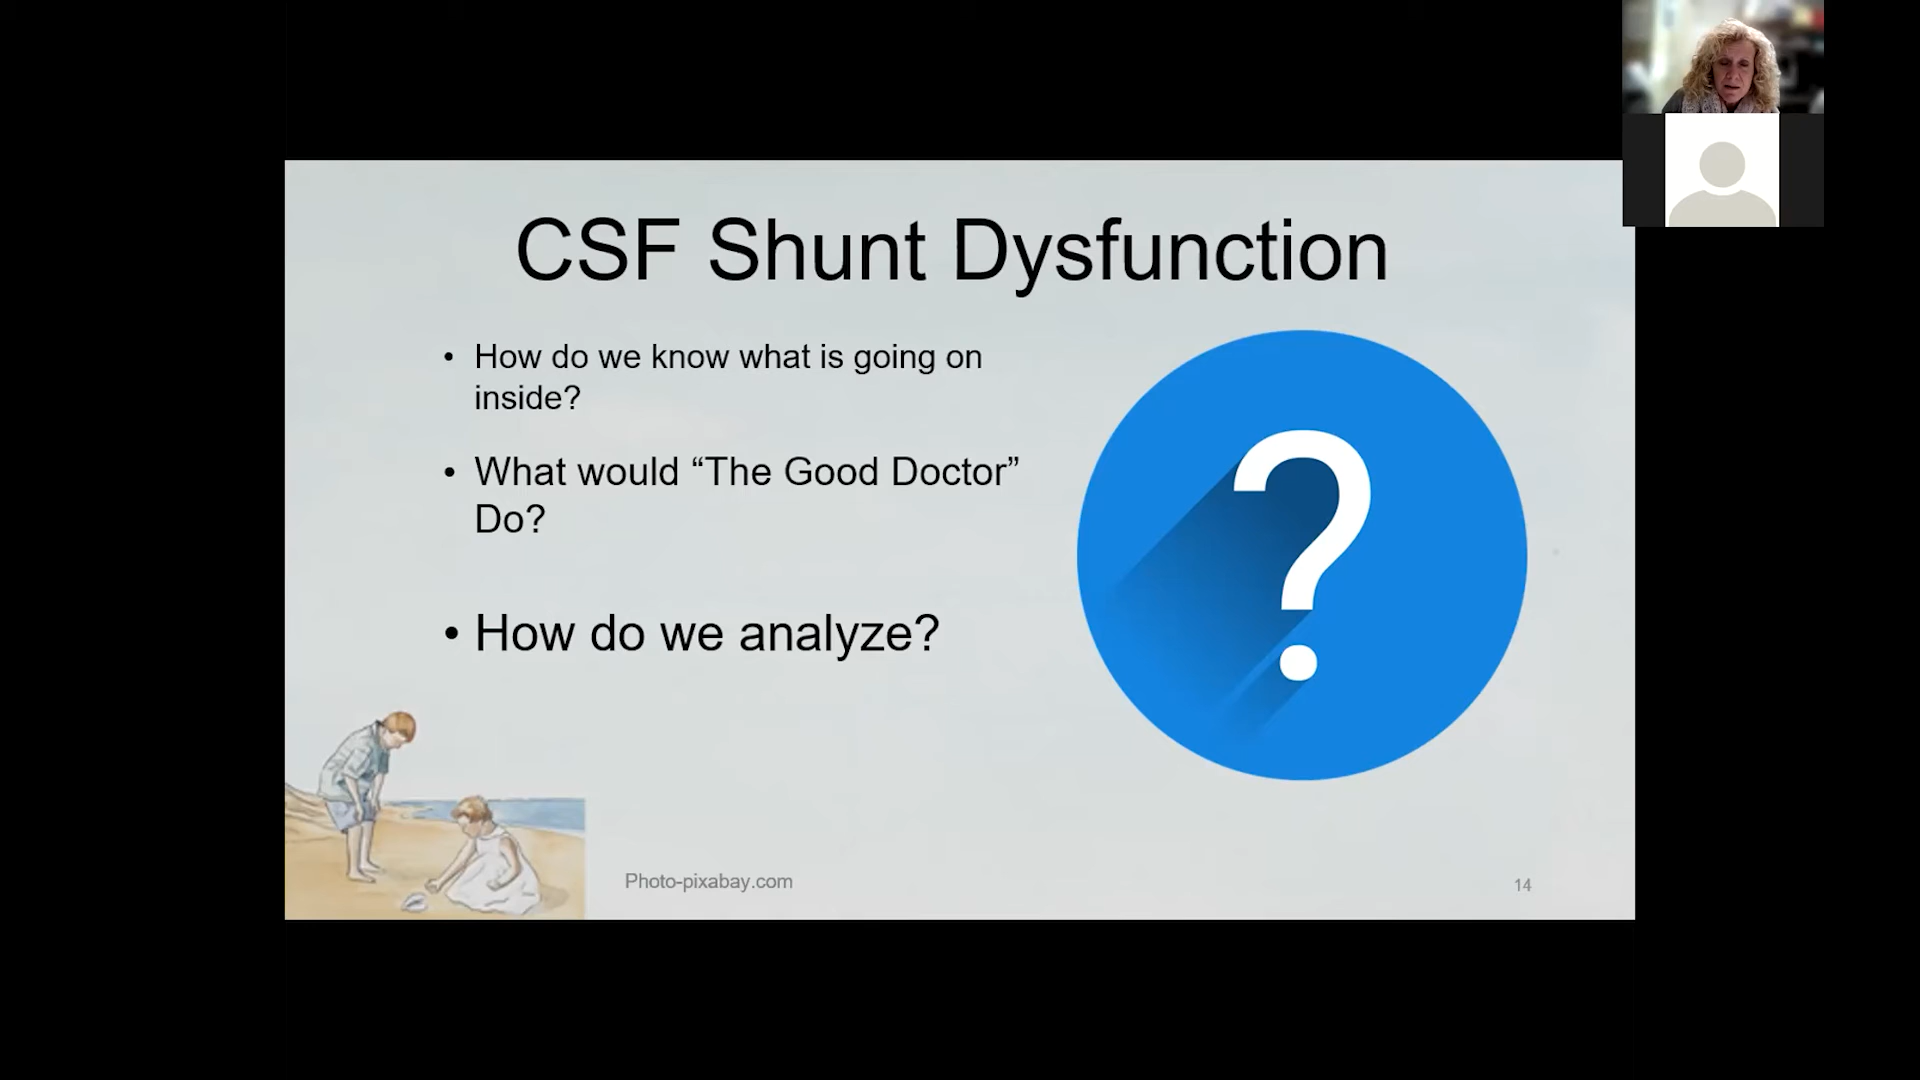 CSF Shunt Dysfunction
• How do we know what is going on
inside?
• What would “The Good Doctor”
Do?
• How do we analyze?
?
Photo-pixabay.com
14